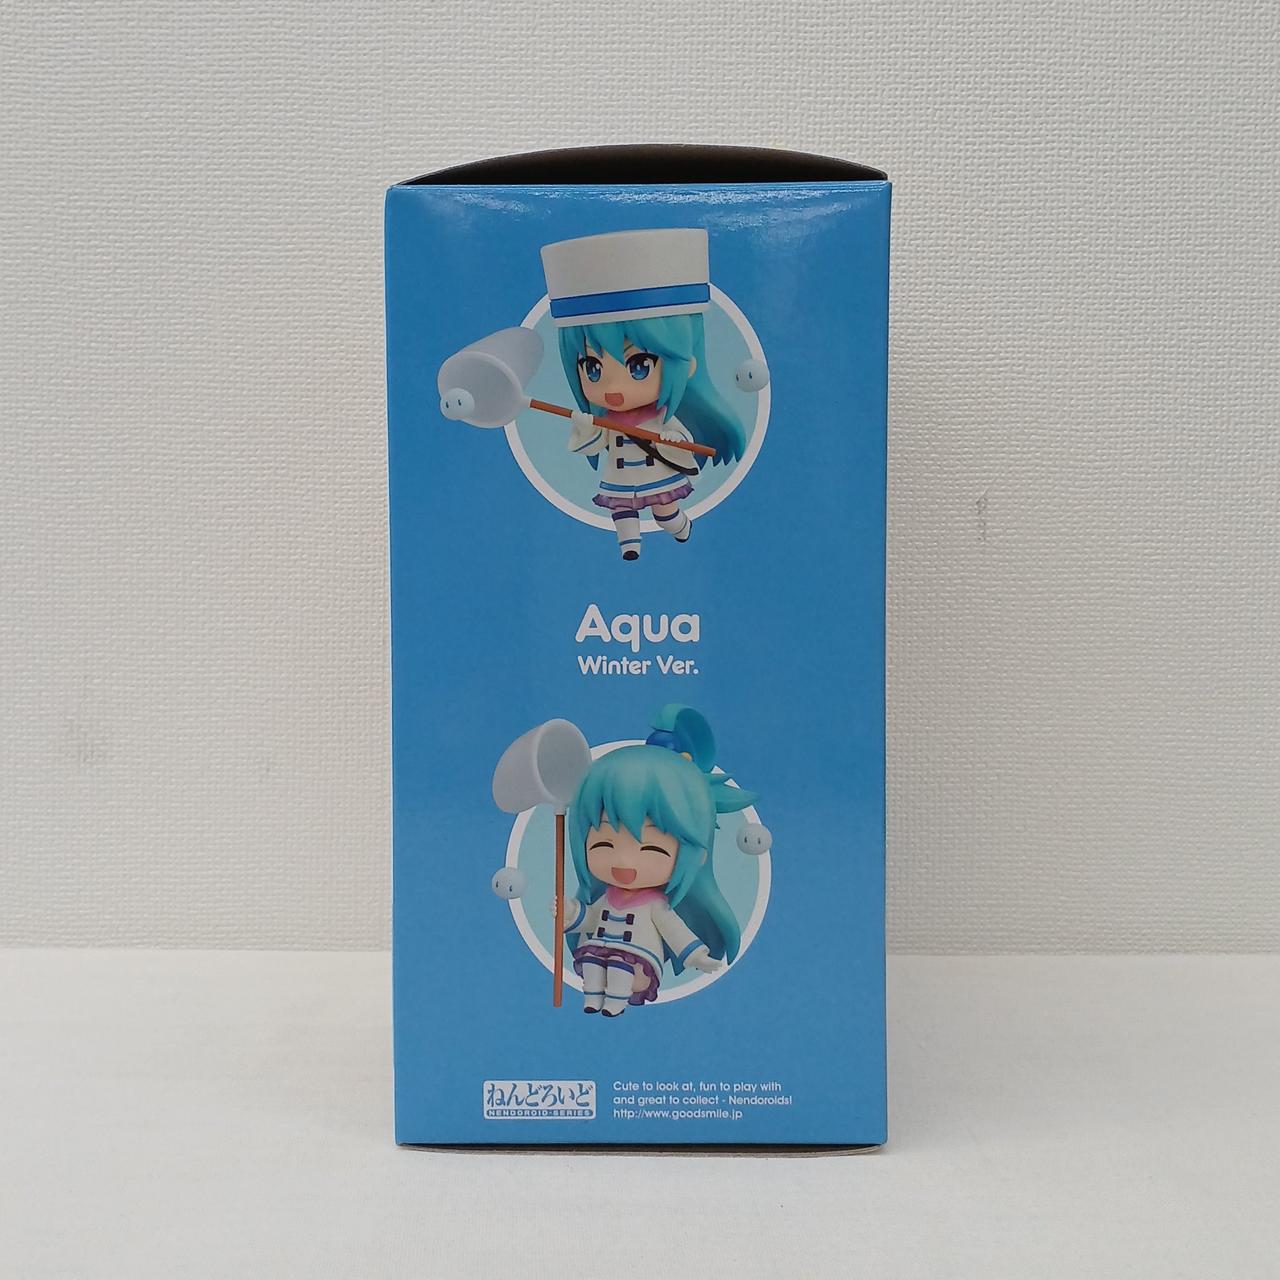 Aqua
Winter Ver.
ねんどろいど
NENDOROID-SERIES
Cute to look at, fun to play with
and great to collect - Nendoroids!
http://www.goodsmile.jp